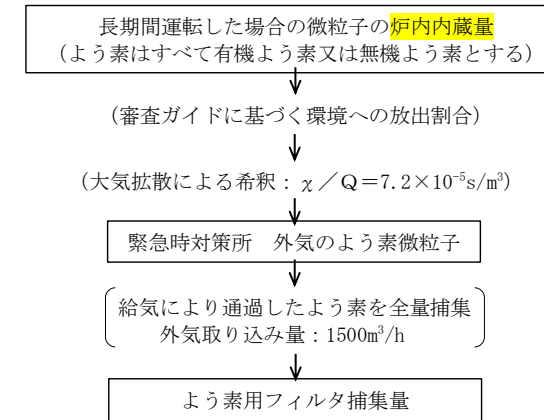 長期間運転した場合の微粒子の炉内内蔵量
（よう素はすべて有機よう素又は無機よう素とする）
（審査ガイドに基づく環境への放出割合）
（大気拡散による希釈：χ／Q＝7.2×10⁻⁵s/m³）
緊急時対策所　外気のよう素微粒子
給気により通過したよう素を全量捕集
外気取り込み量：1500m³/h
よう素用フィルタ捕集量